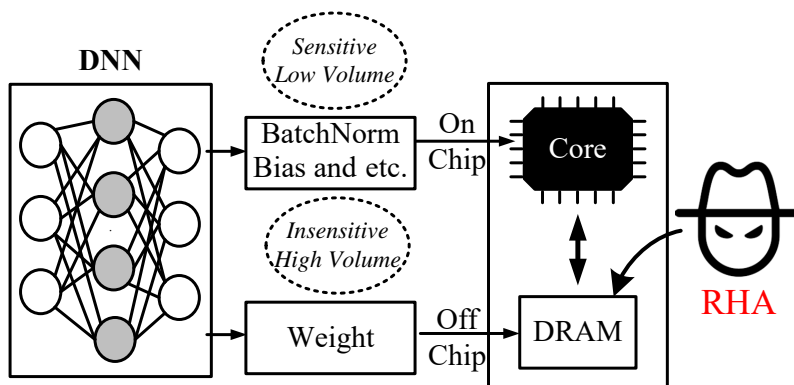 DNN
Sensitive
Low Volume
BatchNorm
Bias and etc.
On
Chip
Core
Insensitive
High Volume
Weight
Off
Chip
DRAM
RHA